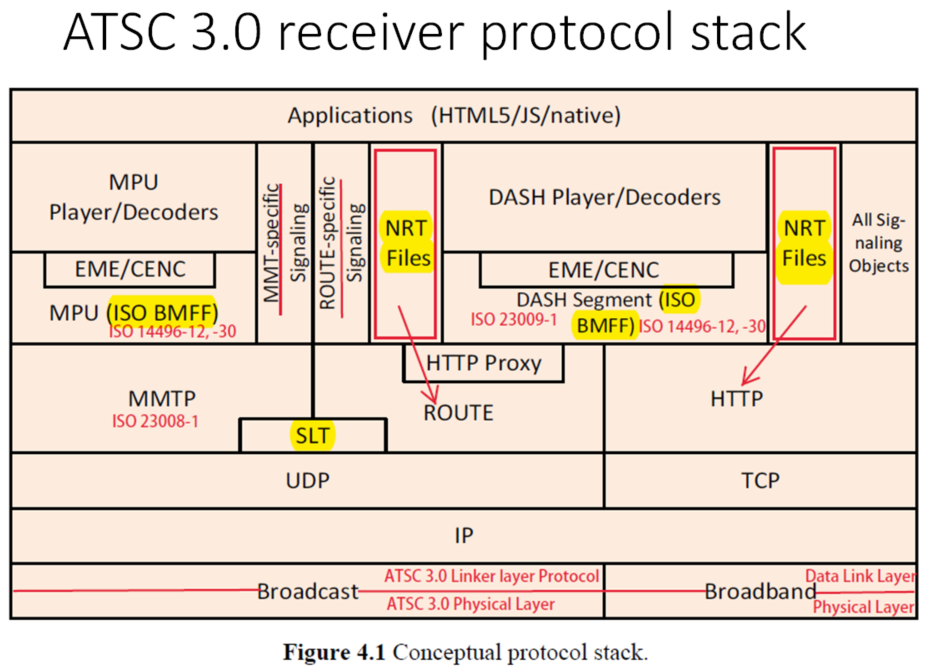 ATSC 3.0 receiver protocol stack
Applications (HTML5/JS/native)
MPU
Player/Decoders
EME/CENC
MPU (ISO BMFF)
ISO 14496-12, -30
MMT-specific
Signaling
ROUTE-specific
Signaling
NRT
Files
DASH Player/Decoders
EME/CENC
DASH Segment (ISO
ISO 23009-1
BMFF)
ISO 14496-12, -30
NRT
Files
All Sig-
naling
Objects
MMTP
ISO 23008-1
SLT
HTTP Proxy
ROUTE
HTTP
UDP
TCP
IP
Broadcast
ATSC 3.0 Linker layer Protocol
ATSC 3.0 Physical Layer
Broadband
Data Link Layer
Physical Layer
Figure 4.1 Conceptual protocol stack.